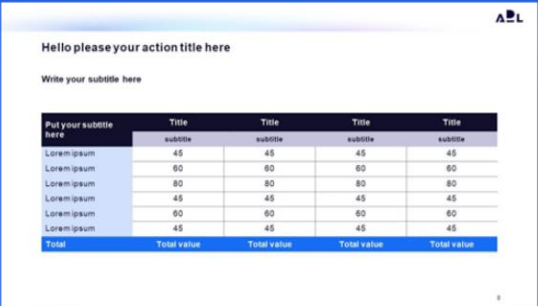 ADL
Hello please your action title here
Write your subtitle here
Put your subtitle here Title Title Title Title
subtitle subtitle subtitle subtitle
Lorem ipsum 45 45 45 45
Lorem ipsum 60 60 60 60
Lorem ipsum 80 80 80 80
Lorem ipsum 45 45 45 45
Lorem ipsum 60 60 60 60
Lorem ipsum 45 45 45 45
Total Total value Total value Total value Total value